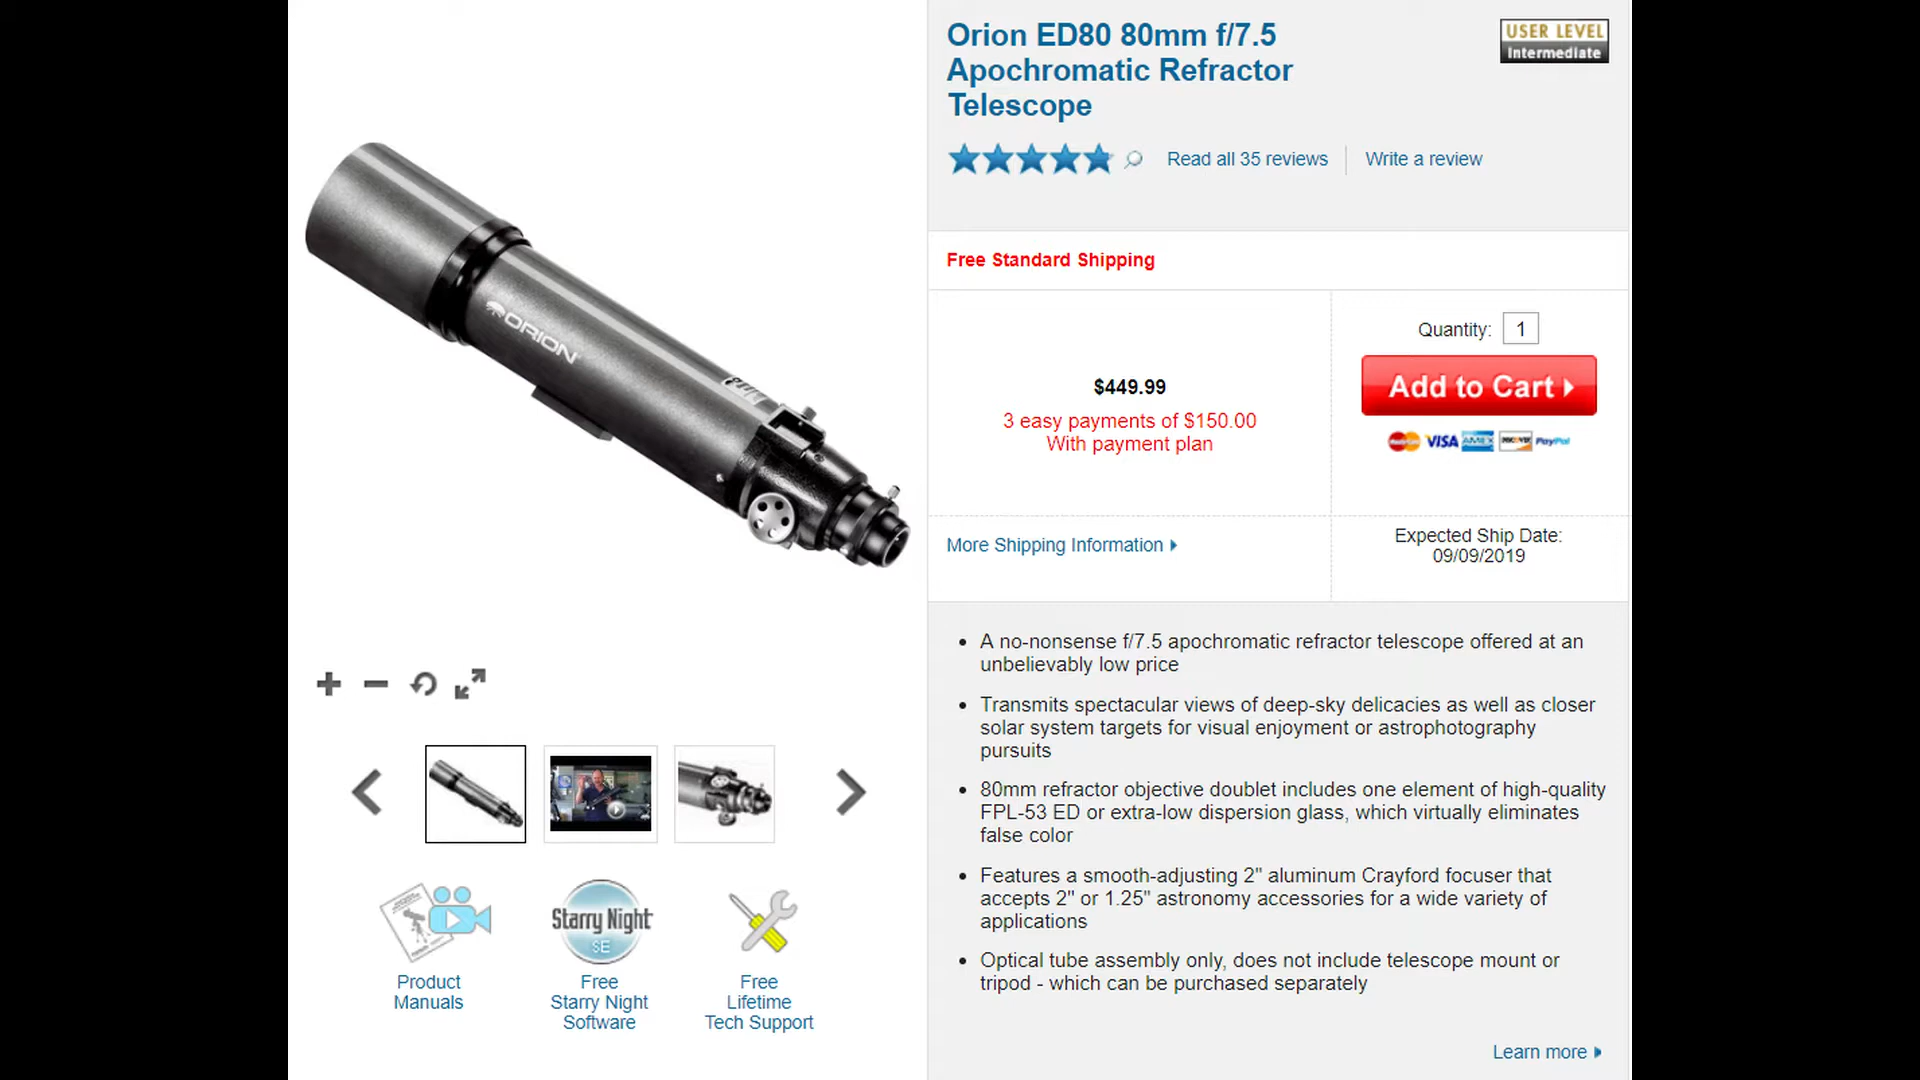 Orion ED80 80mm f/7.5
Apochromatic Refractor
Telescope
USER LEVEL
Intermediate
Read all 35 reviews
Write a review
Free Standard Shipping
ORION
Quantity: 1
$449.99
3 easy payments of $150.00
With payment plan
Add to Cart
VISA AMEX DISCOVER PayPal
More Shipping Information
Expected Ship Date:
09/09/2019
• A no-nonsense f/7.5 apochromatic refractor telescope offered at an
unbelievably low price
• Transmits spectacular views of deep-sky delicacies as well as closer
solar system targets for visual enjoyment or astrophotography
pursuits
• 80mm refractor objective doublet includes one element of high-quality
FPL-53 ED or extra-low dispersion glass, which virtually eliminates
false color
• Features a smooth-adjusting 2" aluminum Crayford focuser that
accepts 2" or 1.25" astronomy accessories for a wide variety of
applications
• Optical tube assembly only, does not include telescope mount or
tripod - which can be purchased separately
Learn more
Product
Manuals
Starry Night
SE
Free
Starry Night
Software
Free
Lifetime
Tech Support